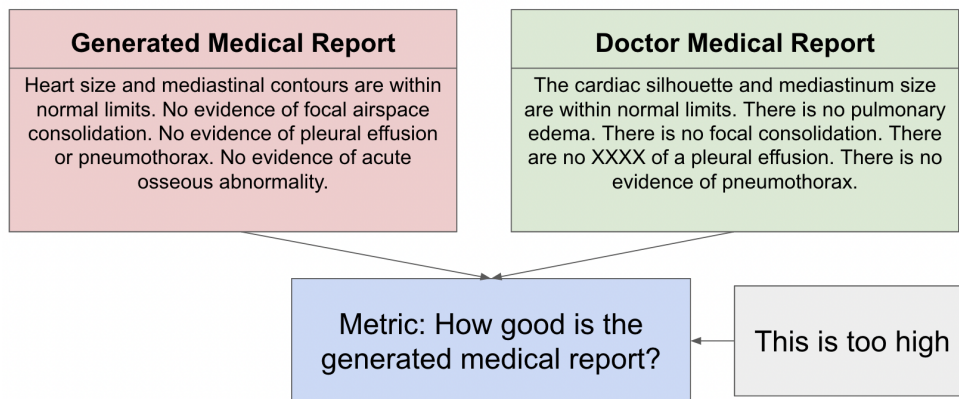 Generated Medical Report
Heart size and mediastinal contours are within
normal limits. No evidence of focal airspace
consolidation. No evidence of pleural effusion
or pneumothorax. No evidence of acute
osseous abnormality.
Doctor Medical Report
The cardiac silhouette and mediastinum size
are within normal limits. There is no pulmonary
edema. There is no focal consolidation. There
are no XXXX of a pleural effusion. There is no
evidence of pneumothorax.
Metric: How good is the
generated medical report?
This is too high